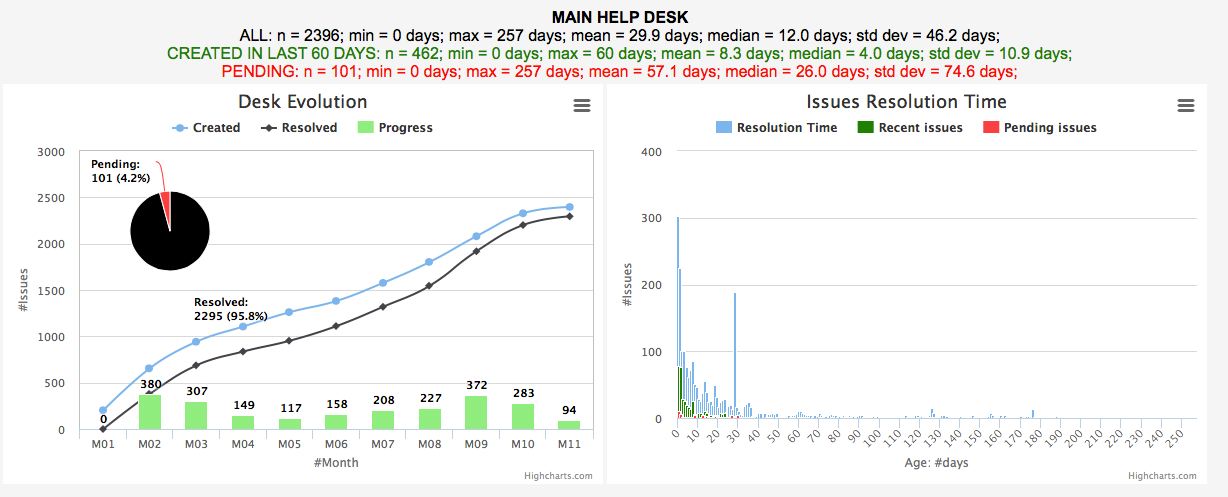 MAIN HELP DESK
ALL: n = 2396; min = 0 days; max = 257 days; mean = 29.9 days; median = 12.0 days; std dev = 46.2 days;
CREATED IN LAST 60 DAYS: n = 462; min = 0 days; max = 60 days; mean = 8.3 days; median = 4.0 days; std dev = 10.9 days;
PENDING: n = 101; min = 0 days; max = 257 days; mean = 57.1 days; median = 26.0 days; std dev = 74.6 days;
Desk Evolution
Created Resolved Progress
3000
2500
2000
1500
1000
500
0
#Issues
Pending:
101 (4.2%)
Resolved:
2295 (95.8%)
0 380 307 149 117 158 208 227 372 283 94
M01 M02 M03 M04 M05 M06 M07 M08 M09 M10 M11
#Month
Highcharts.com
Issues Resolution Time
Resolution Time Recent issues Pending issues
400
300
200
100
0
#Issues
0 10 20 30 40 50 60 70 80 90 100 110 120 130 140 150 160 170 180 190 200 210 220 230 240 250
Age: #days
Highcharts.com